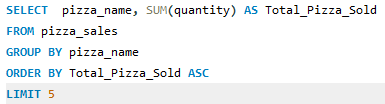 SELECT  pizza_name, SUM(quantity) AS Total_Pizza_Sold
FROM pizza_sales
GROUP BY pizza_name
ORDER BY Total_Pizza_Sold ASC
LIMIT 5